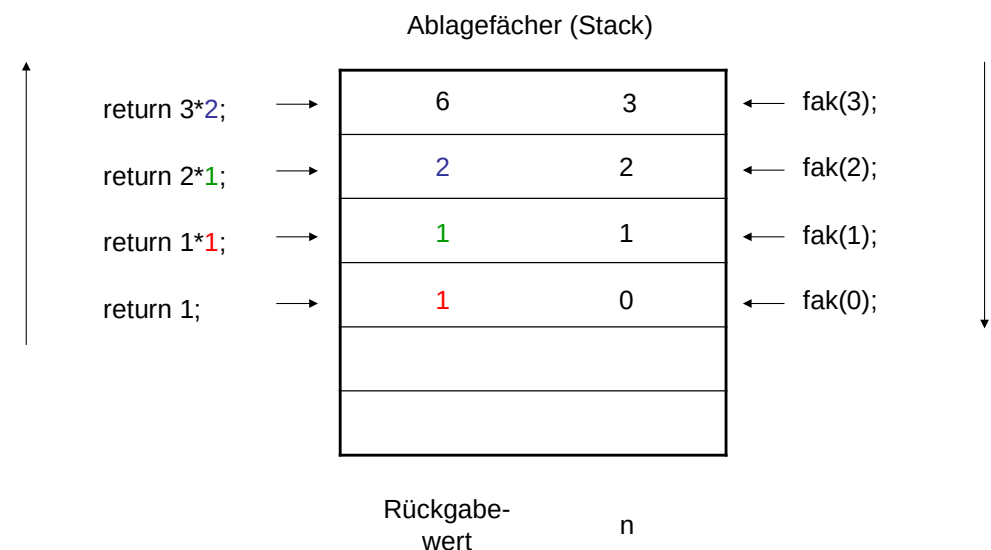 Ablagefächer (Stack)
return 3*2; 6 3 fak(3);
return 2*1; 2 2 fak(2);
return 1*1; 1 1 fak(1);
return 1; 1 0 fak(0);
Rückgabe-
wert
n